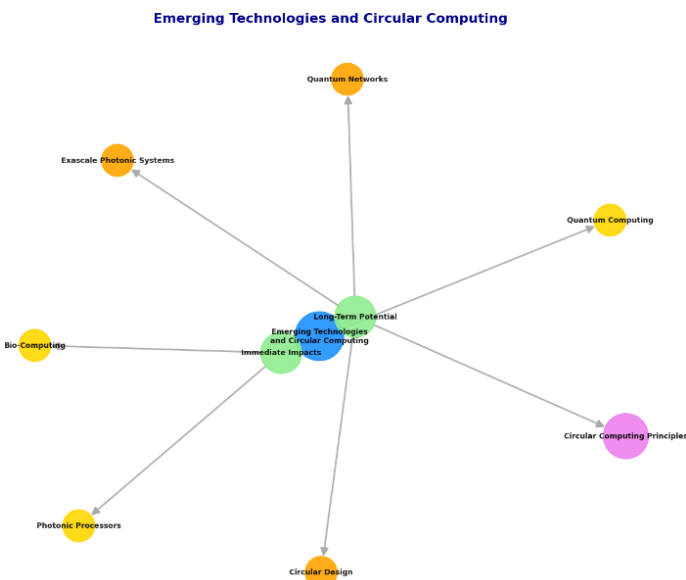 Emerging Technologies and Circular Computing
Quantum Networks
Exascale Photonic Systems
Quantum Computing
Long-Term Potential
Emerging Technologies
and Circular Computing
Bio-Computing
Immediate Impacts
Circular Computing Principles
Photonic Processors
Circular Design